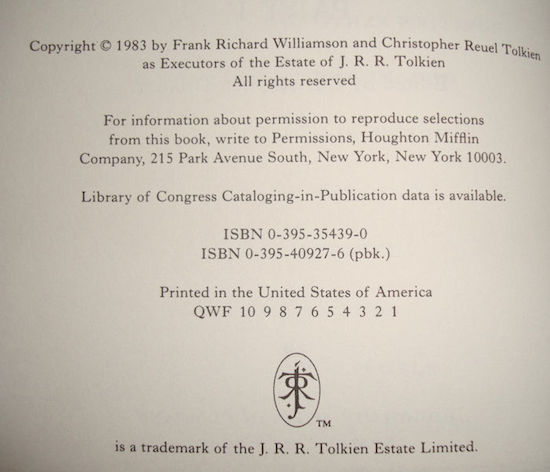 Copyright © 1983 by Frank Richard Williamson and Christopher Reuel Tolkien
as Executors of the Estate of J. R. R. Tolkien
All rights reserved
For information about permission to reproduce selections
from this book, write to Permissions, Houghton Mifflin
Company, 215 Park Avenue South, New York, New York 10003.
Library of Congress Cataloging-in-Publication data is available.
ISBN 0-395-35439-0
ISBN 0-395-40927-6 (pbk.)
Printed in the United States of America
QWF 10 9 8 7 6 5 4 3 2 1
TM
is a trademark of the J. R. R. Tolkien Estate Limited.